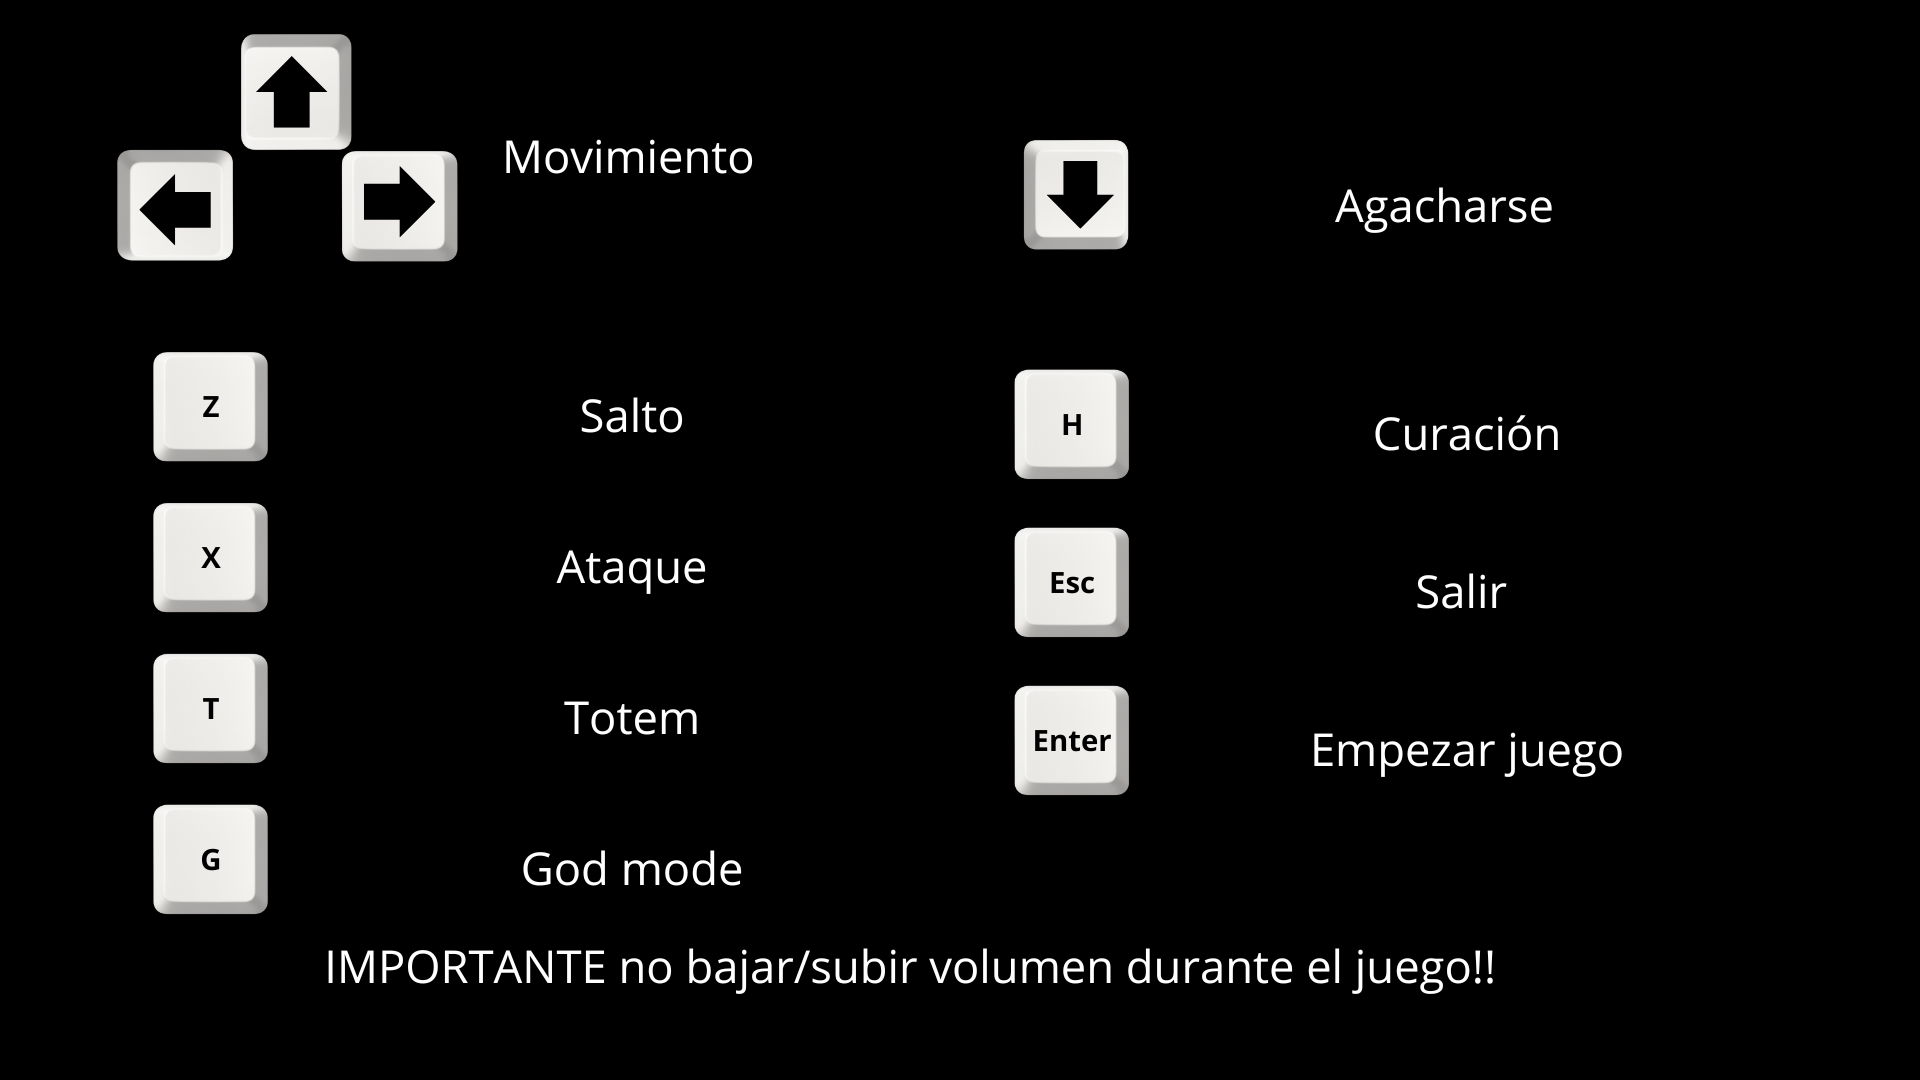 Movimiento
Agacharse
Z
Salto
H
Curación
X
Ataque
Esc
Salir
T
Totem
Enter
Empezar juego
G
God mode
IMPORTANTE no bajar/subir volumen durante el juego!!